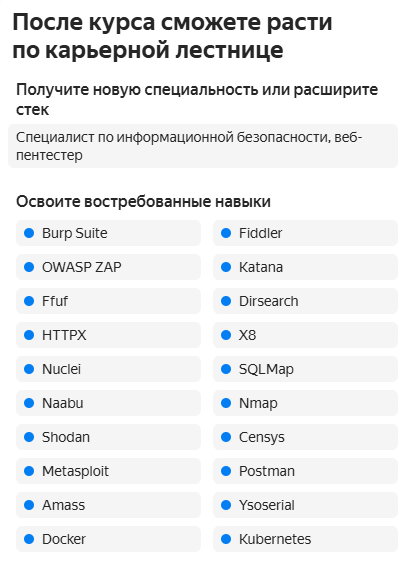 После курса сможете расти
по карьерной лестнице
Получите новую специальность или расширите
стек
Специалист по информационной безопасности, веб-
пентестер
Освоите востребованные навыки
Burp Suite
Fiddler
OWASP ZAP
Katana
Ffuf
Dirsearch
HTTPX
X8
Nuclei
SQLMap
Naabu
Nmap
Shodan
Censys
Metasploit
Postman
Amass
Ysoserial
Docker
Kubernetes